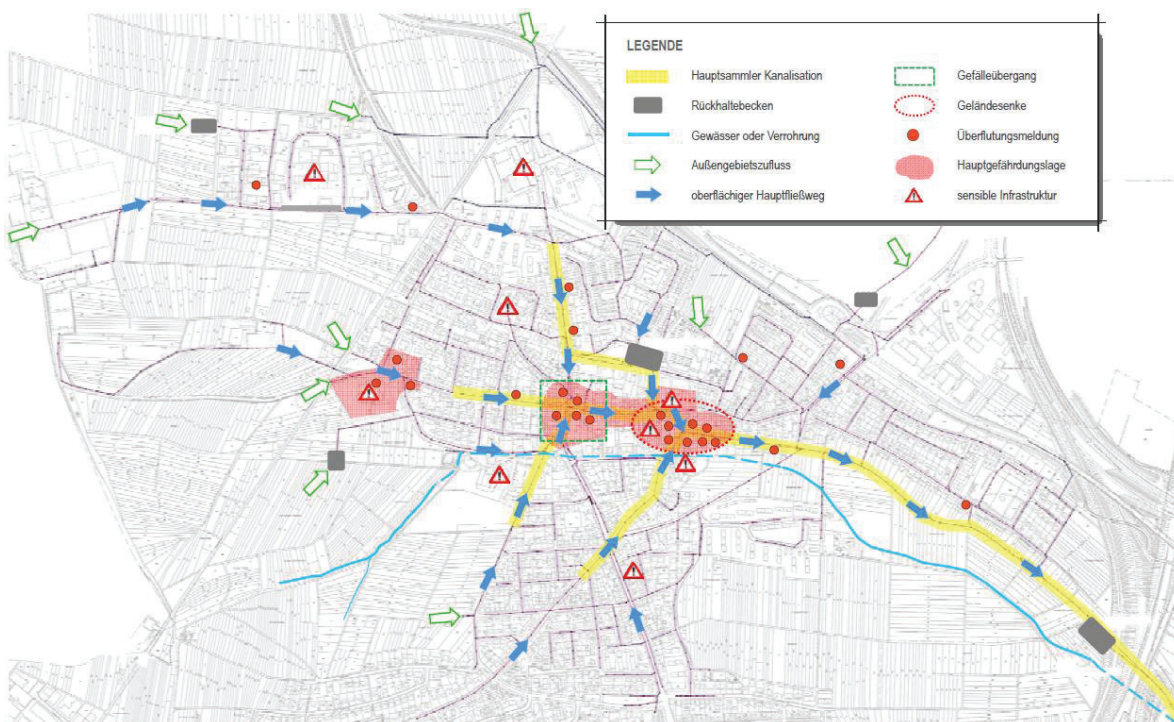 LEGENDE
Hauptsammler Kanalisation
Rückhaltebecken
Gewässer oder Verrohrung
Außengebietszufluss
oberflächiger Hauptfließweg
Gefälleübergang
Geländesenke
Überflutungsmeldung
Hauptgefährdungslage
sensible Infrastruktur